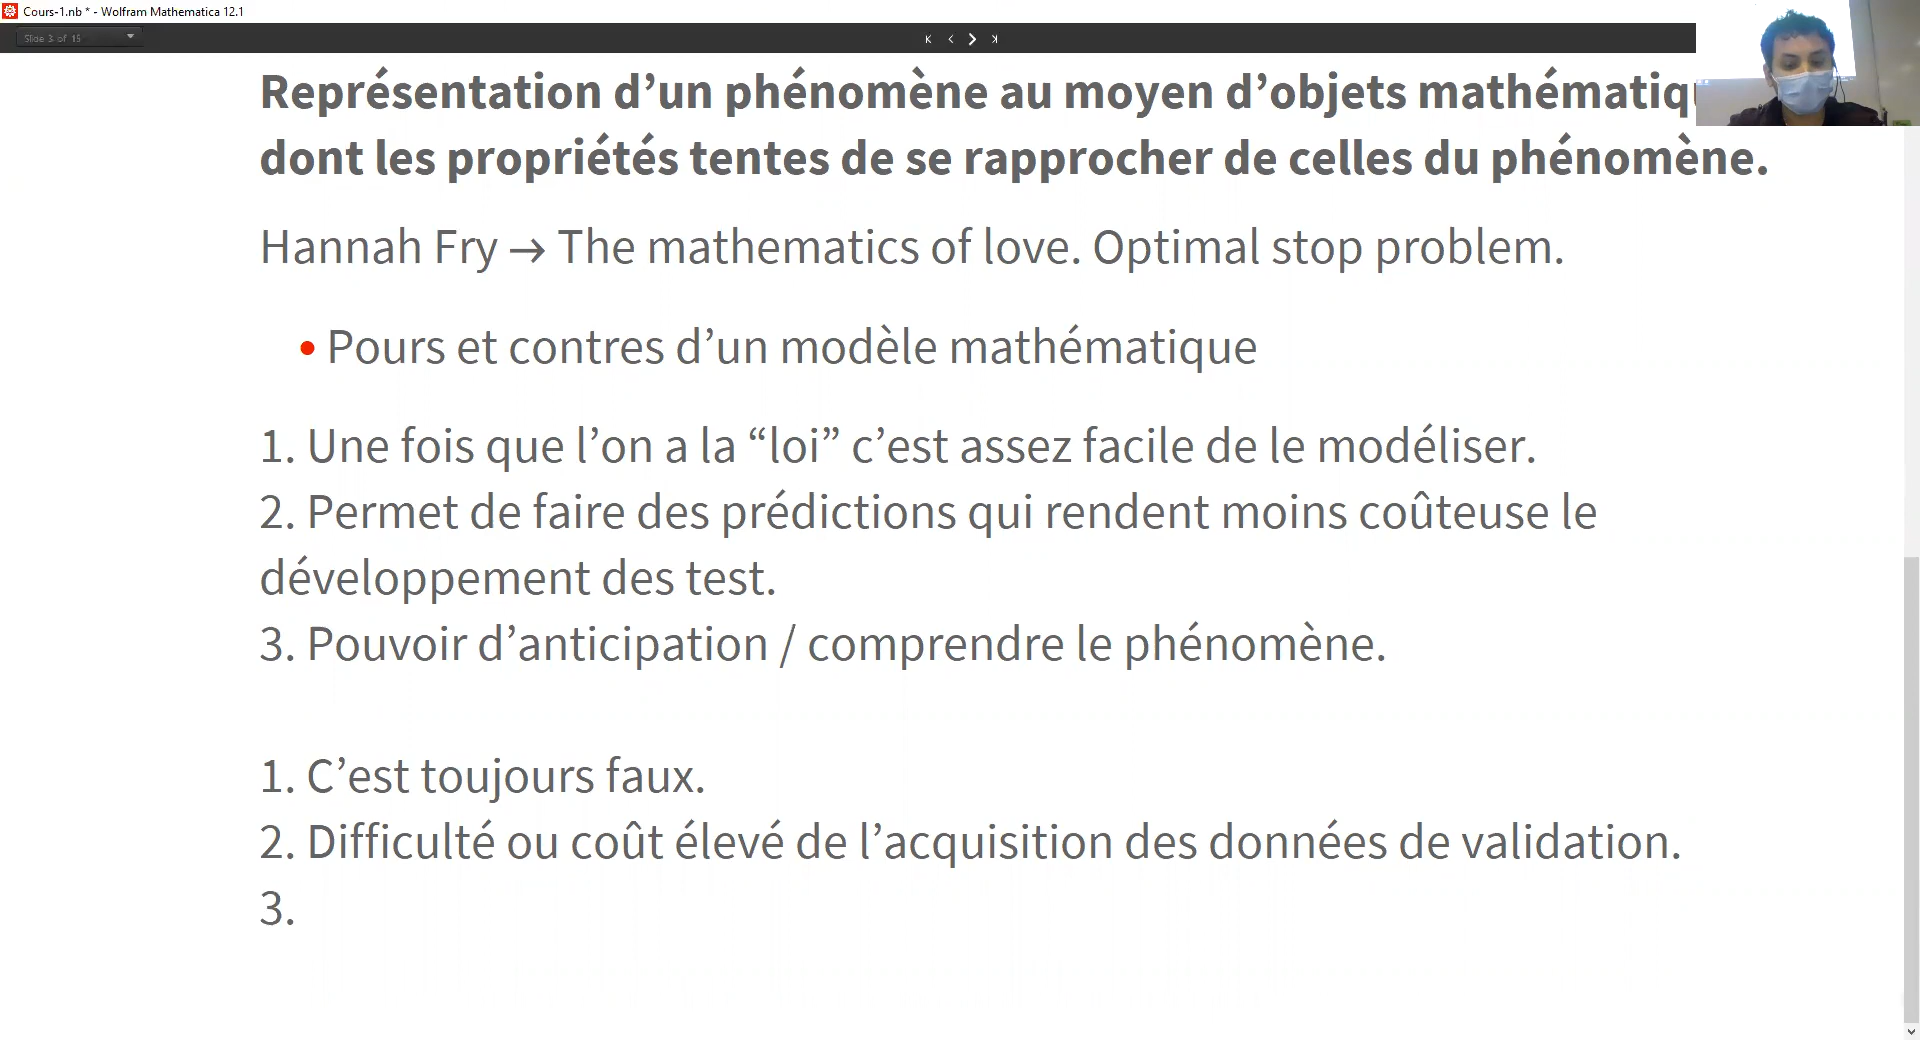 Cours-1.nb * - Wolfram Mathematica 12.1
Slide 3 of 15
Représentation d’un phénomène au moyen d’objets
dont les propriétés tentes de se rapprocher de celles du phénomène.
Hannah Fry → The mathematics of love. Optimal stop problem.
• Pours et contres d’un modèle mathématique
1. Une fois que l’on a la “loi” c’est assez facile de le modéliser.
2. Permet de faire des prédictions qui rendent moins coûteuse le
développement des test.
3. Pouvoir d’anticipation / comprendre le phénomène.
1. C’est toujours faux.
2. Difficulté ou coût élevé de l’acquisition des données de validation.
3.